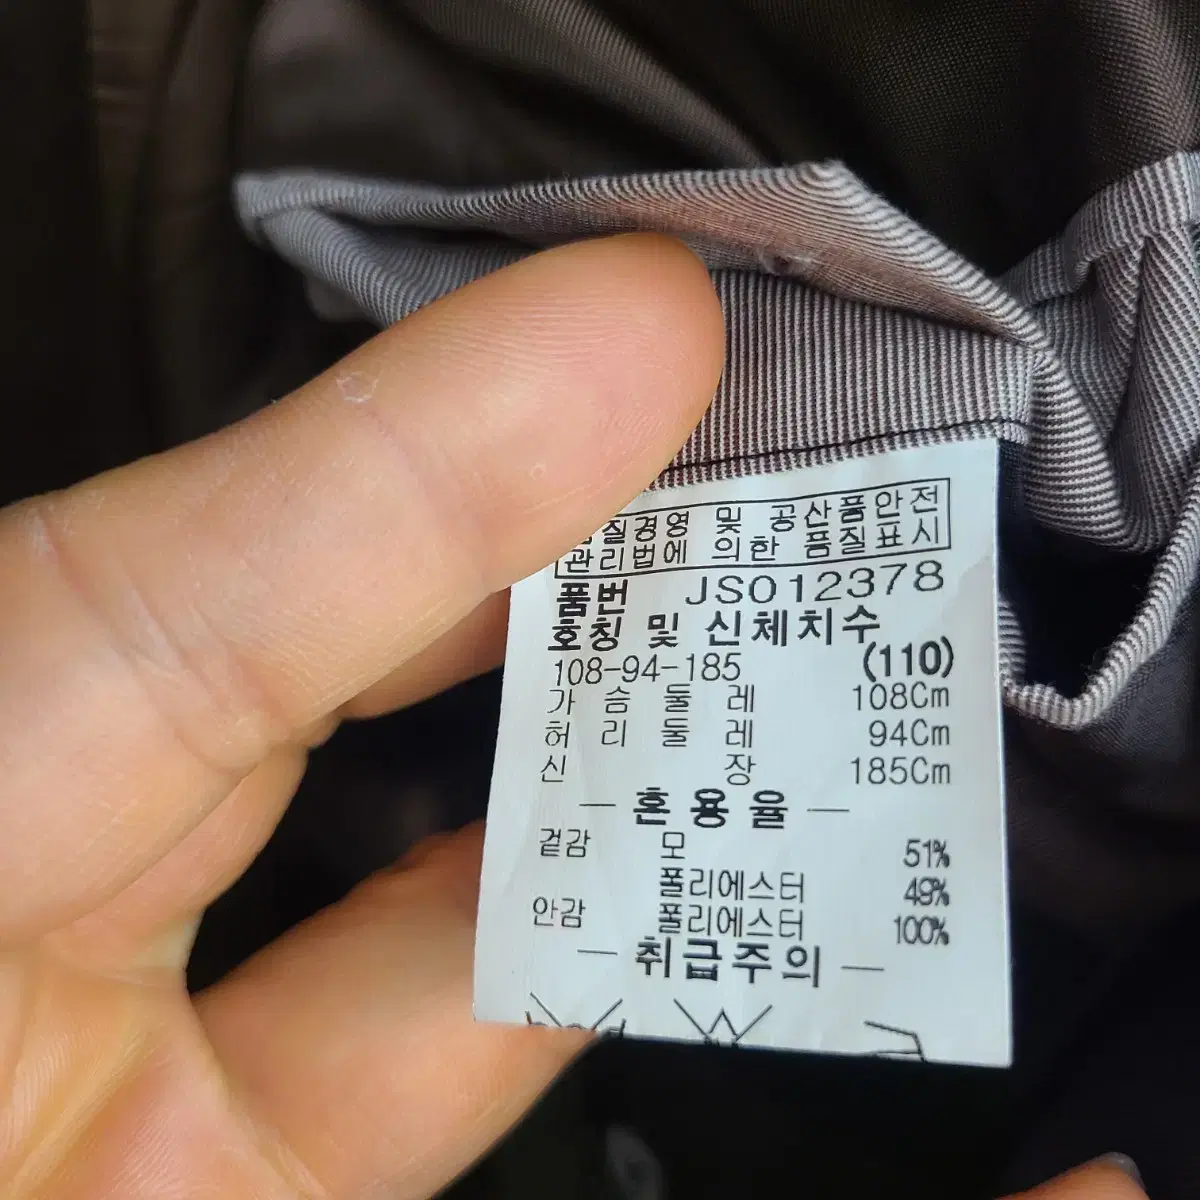 질경영 및 공산품안전
관리법에 의한 품질표시
품번 JS012378
호칭 및 신체치수
108-94-185 (110)
가슴둘레 108Cm
허리둘레 94Cm
신장 185Cm
— 혼용율 —
겉감 모 51%
폴리에스터 49%
안감 폴리에스터 100%
— 취급주의 —